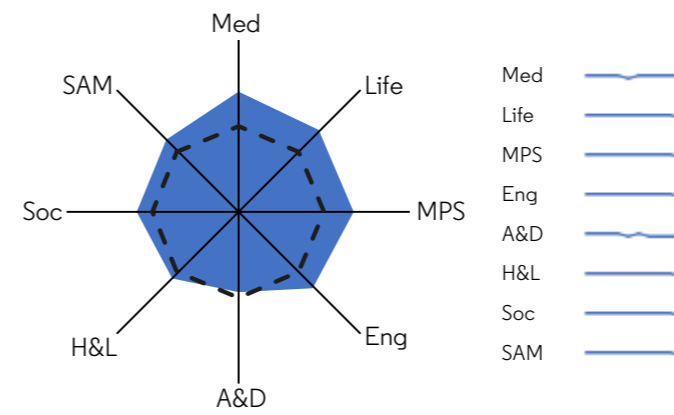 Med
Life
MPS
Eng
A&D
H&L
Soc
SAM
Med
Life
MPS
Eng
A&D
H&L
Soc
SAM